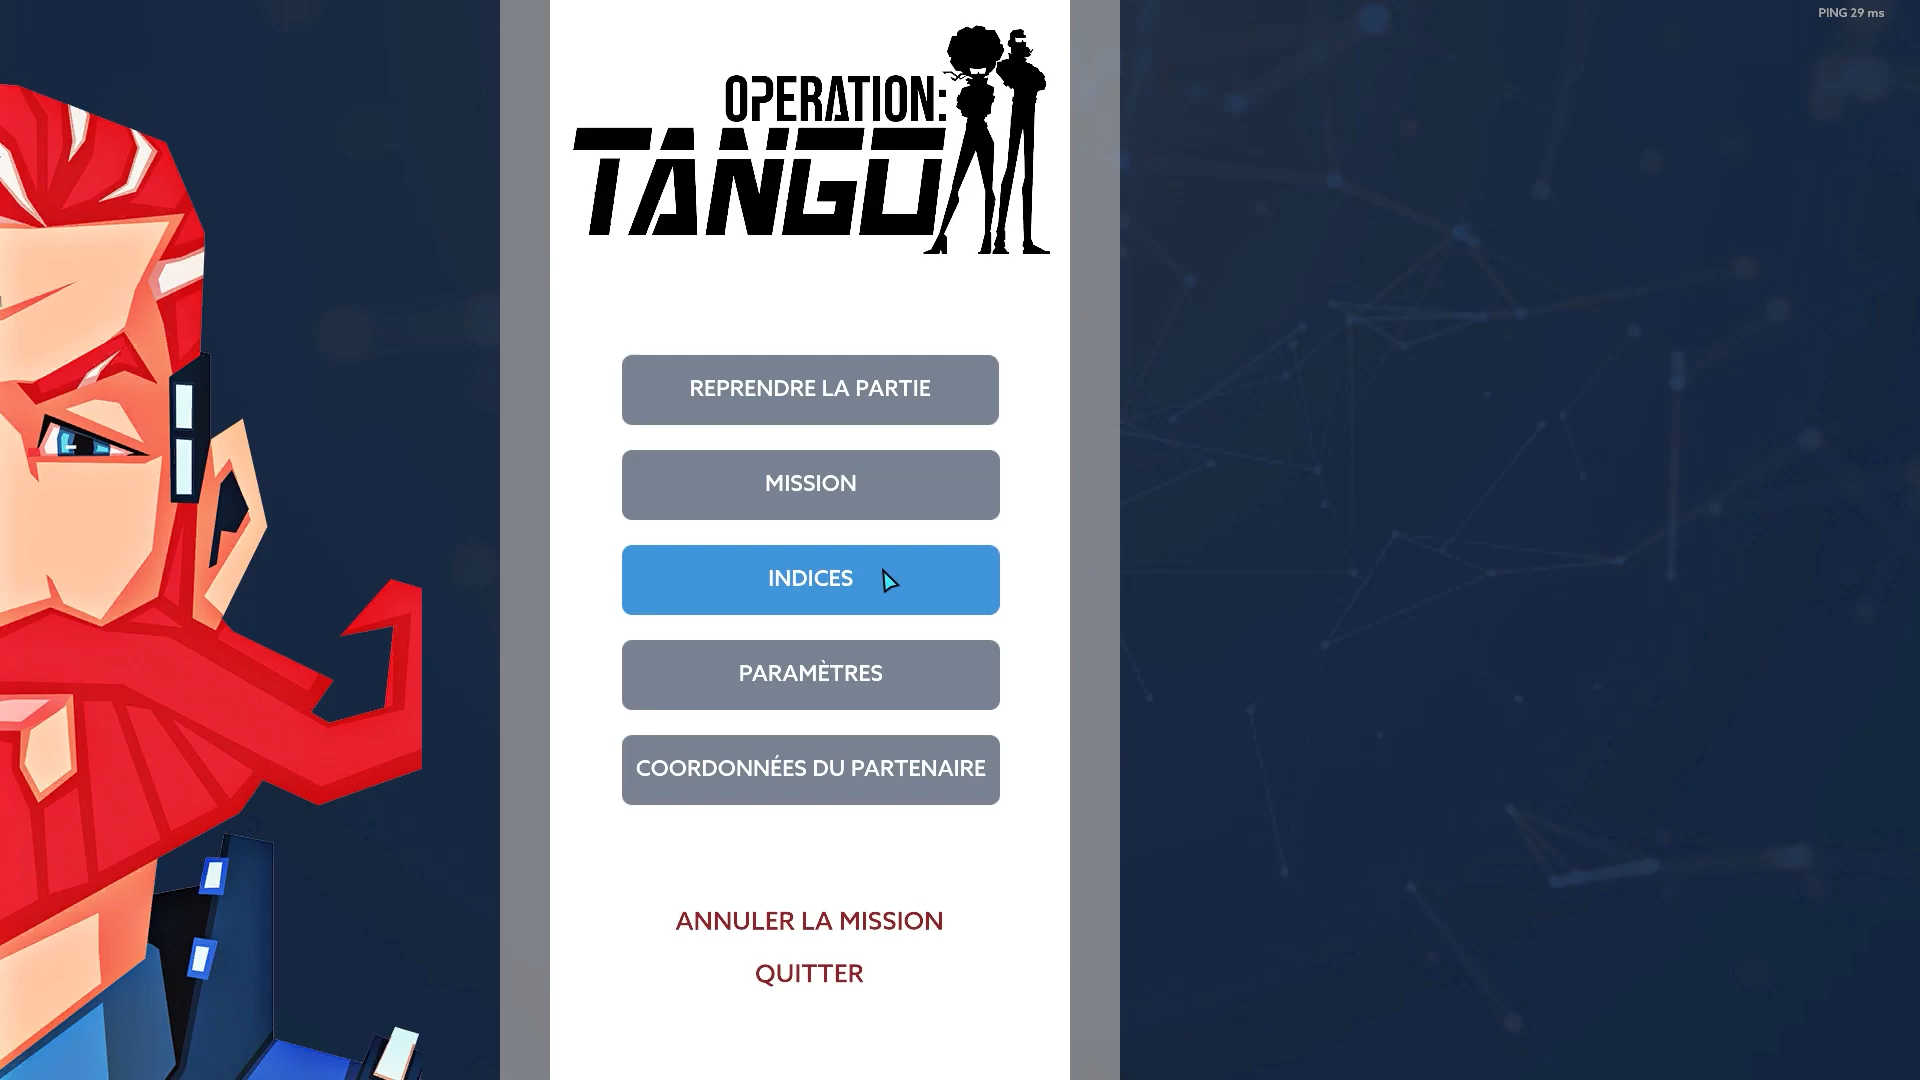 PING 29 ms
OPERATION:
TANGO
REPRENDRE LA PARTIE
MISSION
INDICES
PARAMÈTRES
COORDONNÉES DU PARTENAIRE
ANNULER LA MISSION
QUITTER